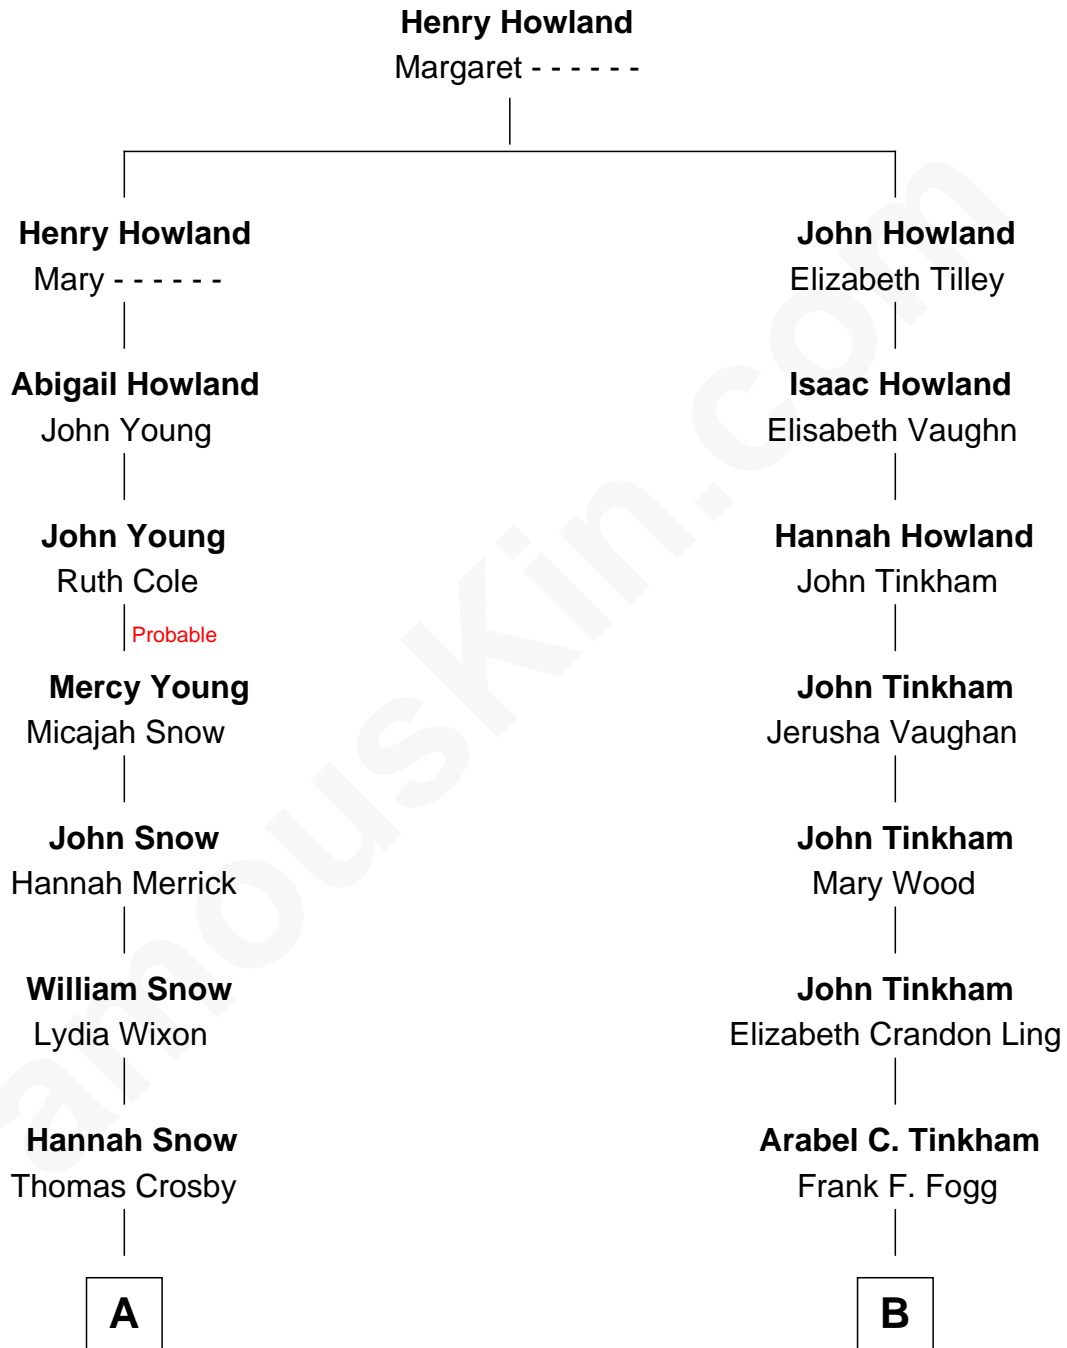 Henry Howland
Margaret - - - - - -
Henry Howland
Mary - - - - - -
Abigail Howland
John Young
John Young
Ruth Cole
Probable
Mercy Young
Micajah Snow
John Snow
Hannah Merrick
William Snow
Lydia Wixon
Hannah Snow
Thomas Crosby
A
John Howland
Elizabeth Tilley
Isaac Howland
Elisabeth Vaughn
Hannah Howland
John Tinkham
John Tinkham
Jerusha Vaughan
John Tinkham
Mary Wood
John Tinkham
Elizabeth Crandon Ling
Arabel C. Tinkham
Frank F. Fogg
B
amouskin.com